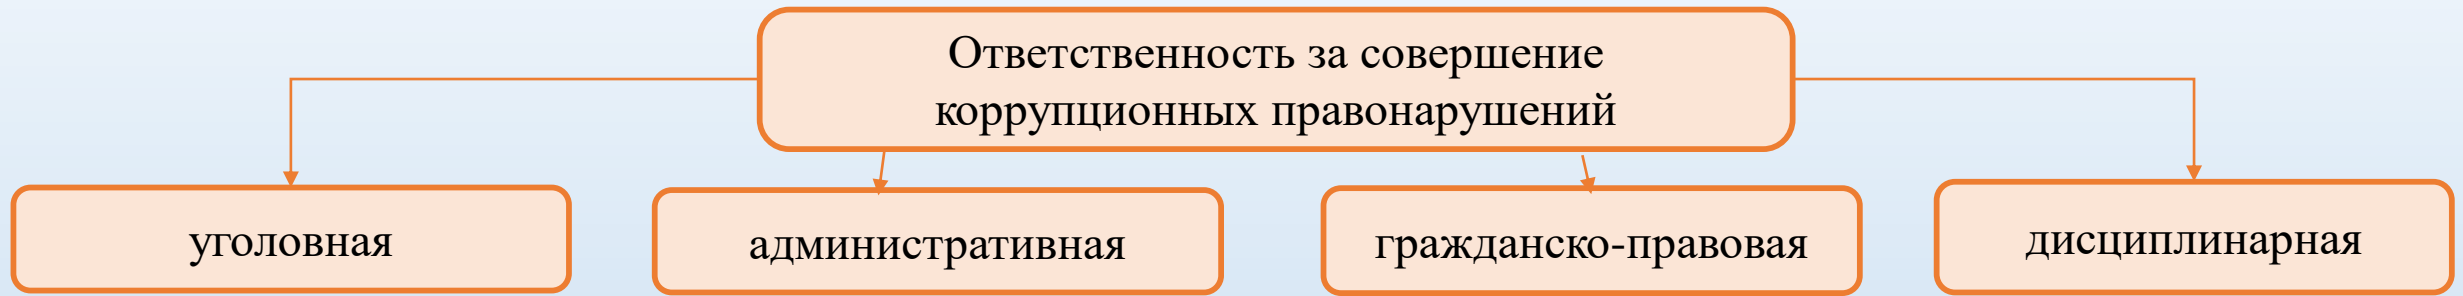 Ответственность за совершение
коррупционных правонарушений
уголовная
административная
гражданско-правовая
дисциплинарная